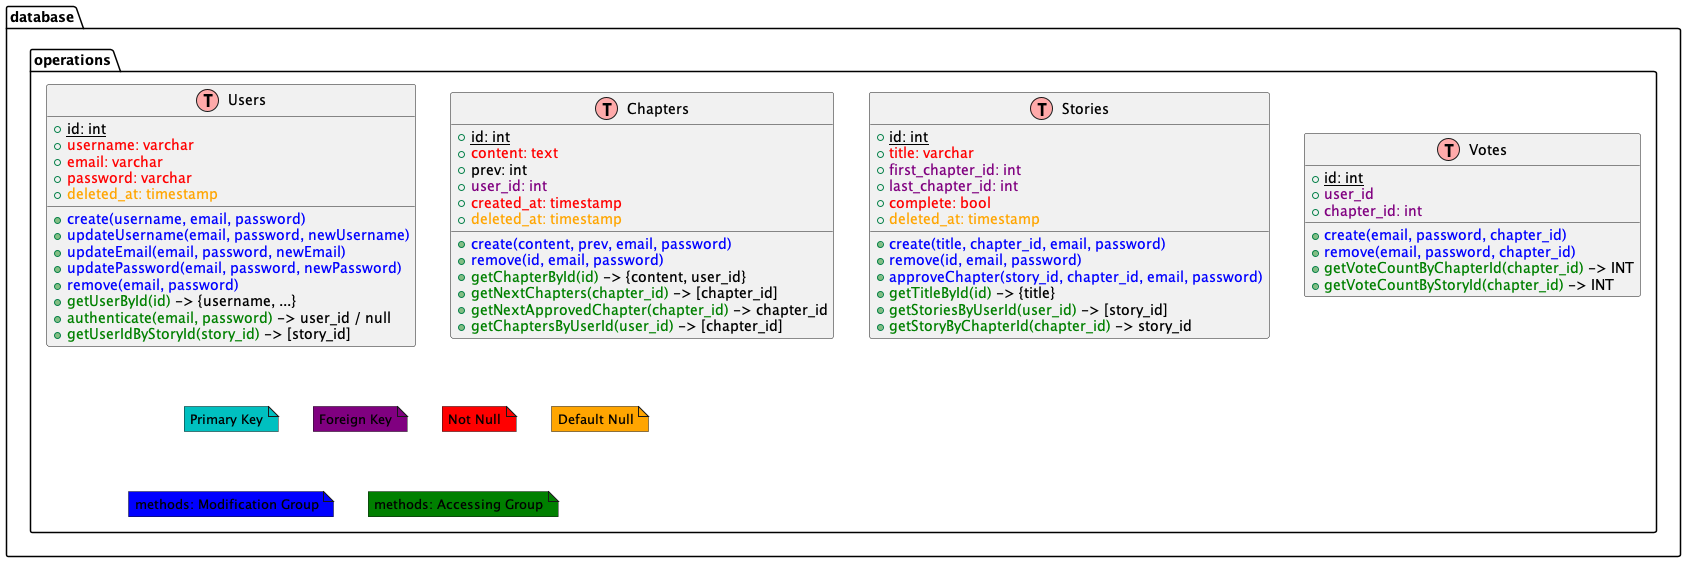 database
operations
T Users
id: int
username: varchar
email: varchar
password: varchar
deleted_at: timestamp
create(username, email, password)
updateUsername(email, password, newUsername)
updateEmail(email, password, newEmail)
updatePassword(email, password, newPassword)
remove(email, password)
getUserById(id) -> {username, ...}
authenticate(email, password) -> user_id / null
getUserIdByStoryId(story_id) -> [story_id]
T Chapters
id: int
content: text
prev: int
user_id: int
created_at: timestamp
deleted_at: timestamp
create(content, prev, email, password)
remove(id, email, password)
getChapterById(id) -> {content, user_id}
getNextChapters(chapter_id) -> [chapter_id]
getNextApprovedChapter(chapter_id) -> chapter_id
getChaptersByUserId(user_id) -> [chapter_id]
T Stories
id: int
title: varchar
first_chapter_id: int
last_chapter_id: int
complete: bool
deleted_at: timestamp
create(title, chapter_id, email, password)
remove(id, email, password)
approveChapter(story_id, chapter_id, email, password)
getTitleById(id) -> {title}
getStoriesByUserId(user_id) -> [story_id]
getStoryByChapterId(chapter_id) -> story_id
T Votes
id: int
user_id
chapter_id: int
create(email, password, chapter_id)
remove(email, password, chapter_id)
getVoteCountByChapterId(chapter_id) -> INT
getVoteCountByStoryId(chapter_id) -> INT
Primary Key
Foreign Key
Not Null
Default Null
methods: Modification Group
methods: Accessing Group